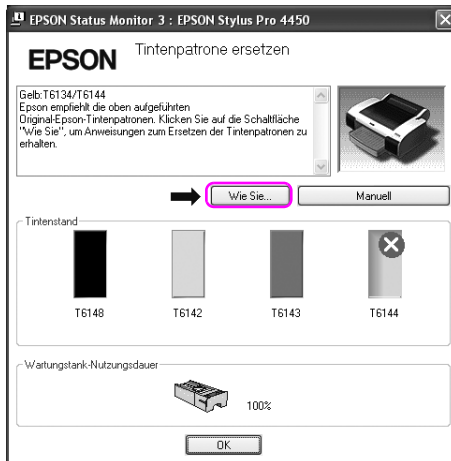 EPSON Status Monitor 3 : EPSON Stylus Pro 4450
EPSON
Tintenpatrone ersetzen
Gelb:T6134/T6144
Epson empfiehlt die oben aufgeführten
Original-Epson-Tintenpatronen. Klicken Sie auf die Schaltfläche
"Wie Sie", um Anweisungen zum Ersetzen der Tintenpatronen zu
erhalten.
Wie Sie...
Manuell
Tintenstand
T6148
T6142
T6143
T6144
Wartungstank-Nutzungsdauer
100%
OK